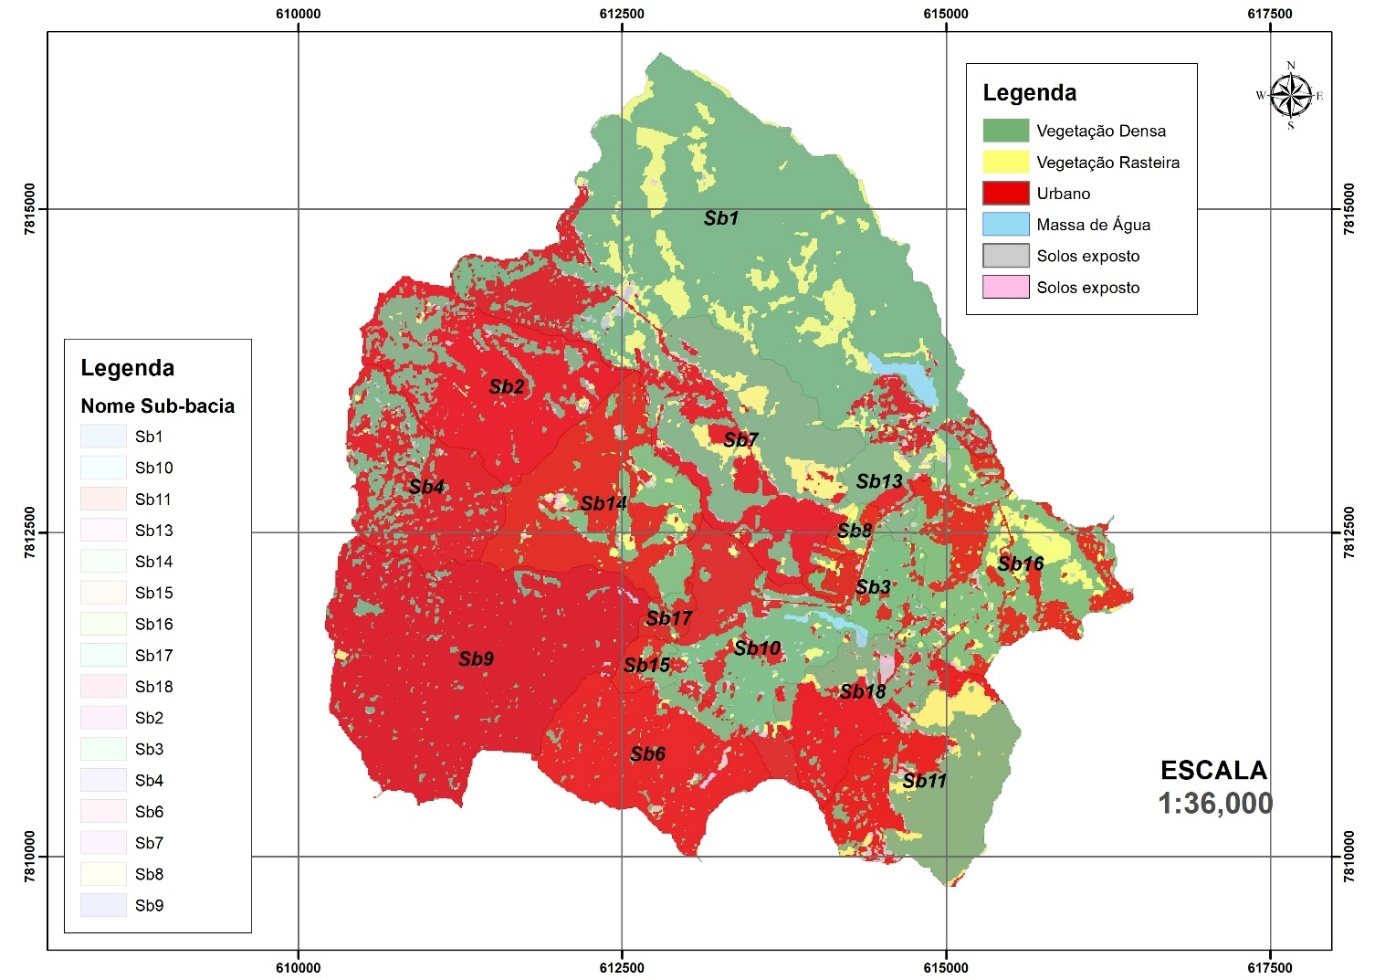 610000
612500
615000
617500
N
W
E
S
Legenda
Vegetação Densa
Vegetação Rasteira
Urbano
Massa de Água
Solos exposto
Solos exposto
7815000
7815000
Sb1
Legenda
Nome Sub-bacia
Sb1
Sb10
Sb11
Sb13
Sb14
Sb15
Sb16
Sb17
Sb18
Sb2
Sb3
Sb4
Sb6
Sb7
Sb8
Sb9
Sb2
Sb7
Sb4
Sb13
Sb14
Sb8
7812500
7812500
Sb16
Sb3
Sb17
Sb10
Sb9
Sb15
Sb18
Sb6
Sb11
ESCALA
1:36,000
7810000
7810000
610000
612500
615000
617500